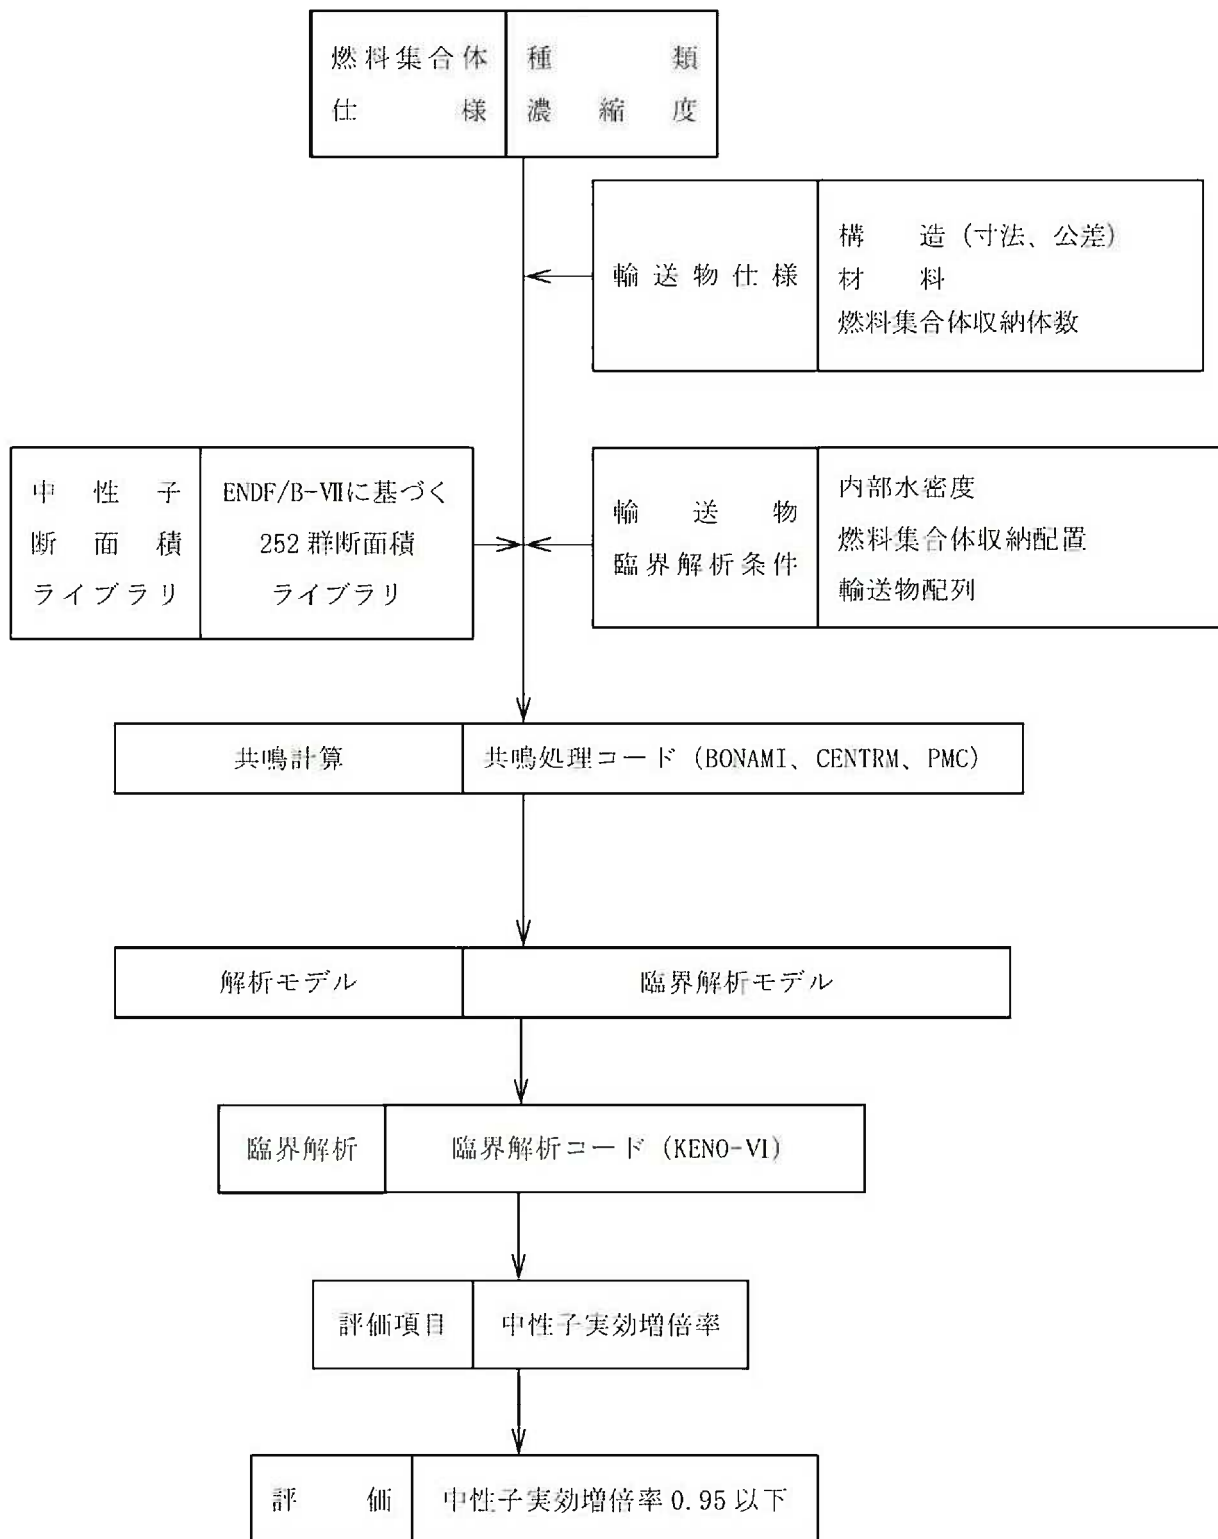 燃料集合体
仕様
種類
濃縮度
輸送物仕様
構造(寸法、公差)
材料
燃料集合体収納体数
中性子
断面積
ライブラリ
ENDF/B-Ⅶに基づく
252群断面積
ライブラリ
輸送物
臨界解析条件
内部水密度
燃料集合体収納配置
輸送物配列
共鳴計算
共鳴処理コード(BONAMI、CENTRM、PMC)
解析モデル
臨界解析モデル
臨界解析
臨界解析コード(KENO-Ⅵ)
評価項目
中性子実効増倍率
評価
中性子実効増倍率0.95以下